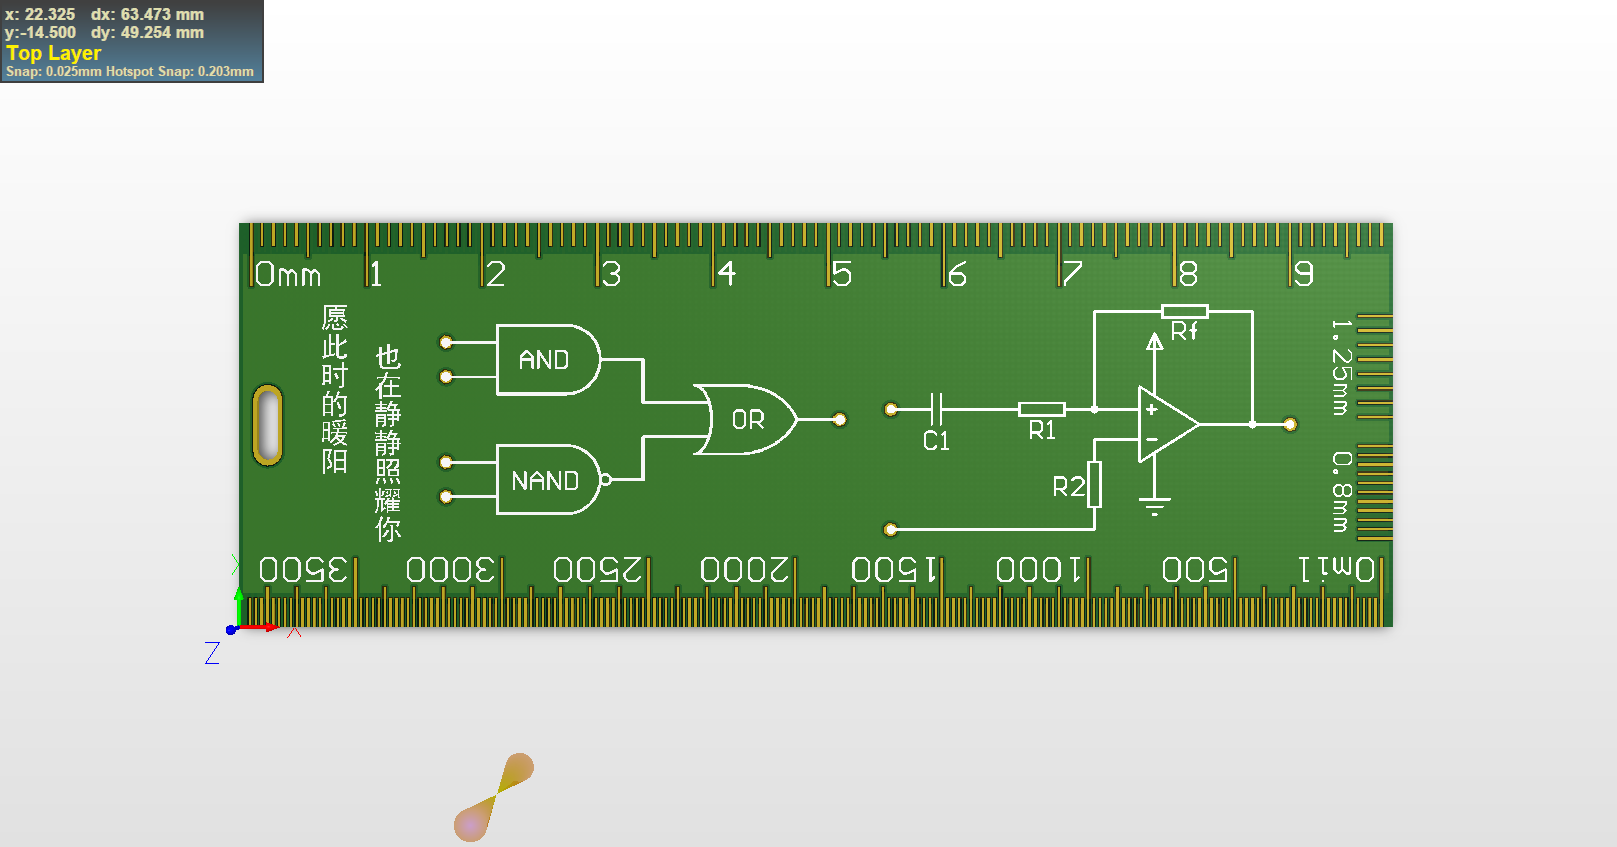 x: 22.325 dx: 63.473 mm
y:-14.500 dy: 49.254 mm
Top Layer
Snap: 0.025mm Hotspot Snap: 0.203mm
0mm 1 2 3 4 5 6 7 8 9
愿此时的暖阳
也在静静照耀你
AND
NAND
OR
C1
R1
R2
Rf
+
-
1.25mm
0.8mm
3500 3000 2500 2000 1500 1000 500 0mil
Y
X
Z